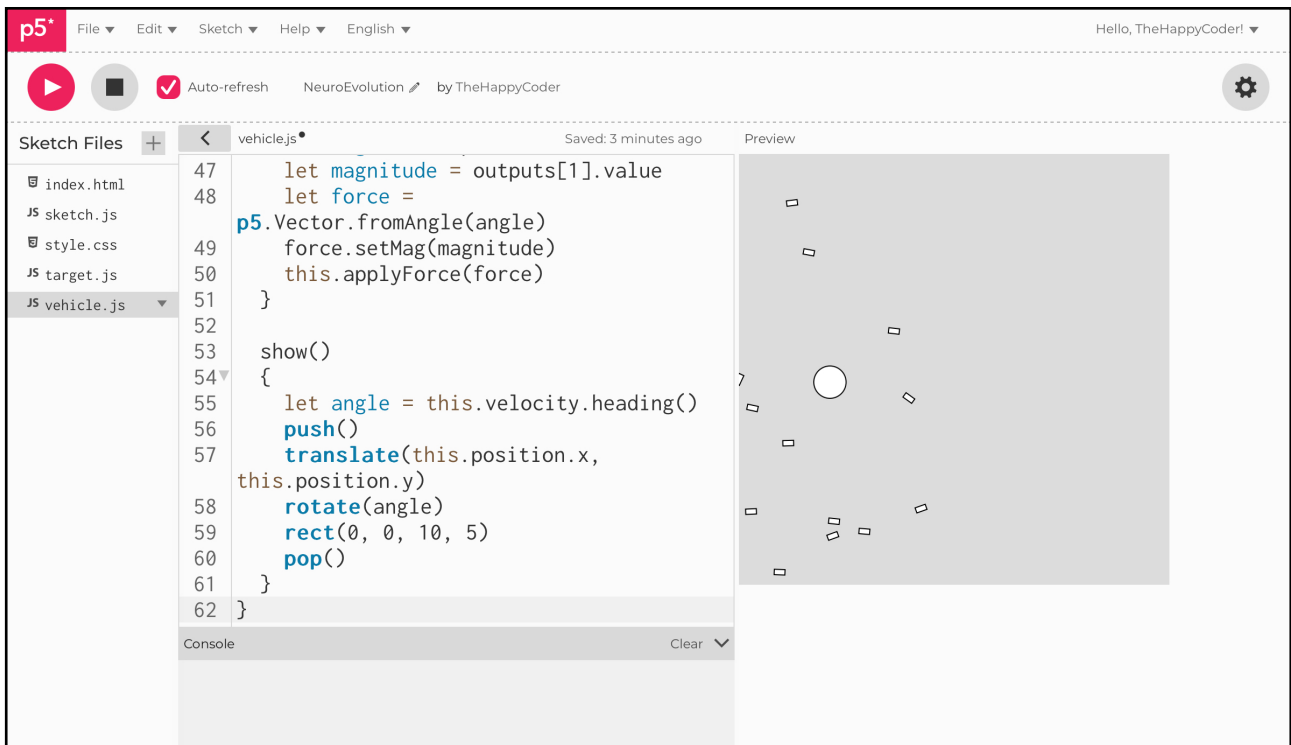 p5* File Edit Sketch Help English Hello, TheHappyCoder!
Auto-refresh NeuroEvolution by TheHappyCoder
Sketch Files + vehicle.js Saved: 3 minutes ago Preview
index.html
JS sketch.js
style.css
JS target.js
JS vehicle.js
47 let magnitude = outputs[1].value
48 let force =
p5.Vector.fromAngle(angle)
49 force.setMag(magnitude)
50 this.applyForce(force)
51 }
52
53 show()
54 {
55 let angle = this.velocity.heading()
56 push()
57 translate(this.position.x,
this.position.y)
58 rotate(angle)
59 rect(0, 0, 10, 5)
60 pop()
61 }
62 }
Console Clear